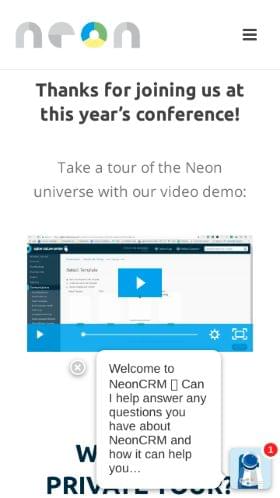 neon
Thanks for joining us at
this year’s conference!
Take a tour of the Neon
universe with our video demo:
Select Template
Welcome to
NeonCRM ▯ Can
I help answer any
questions you
have about
NeonCRM and
how it can help
you…
1
PRIVATE TOUR?